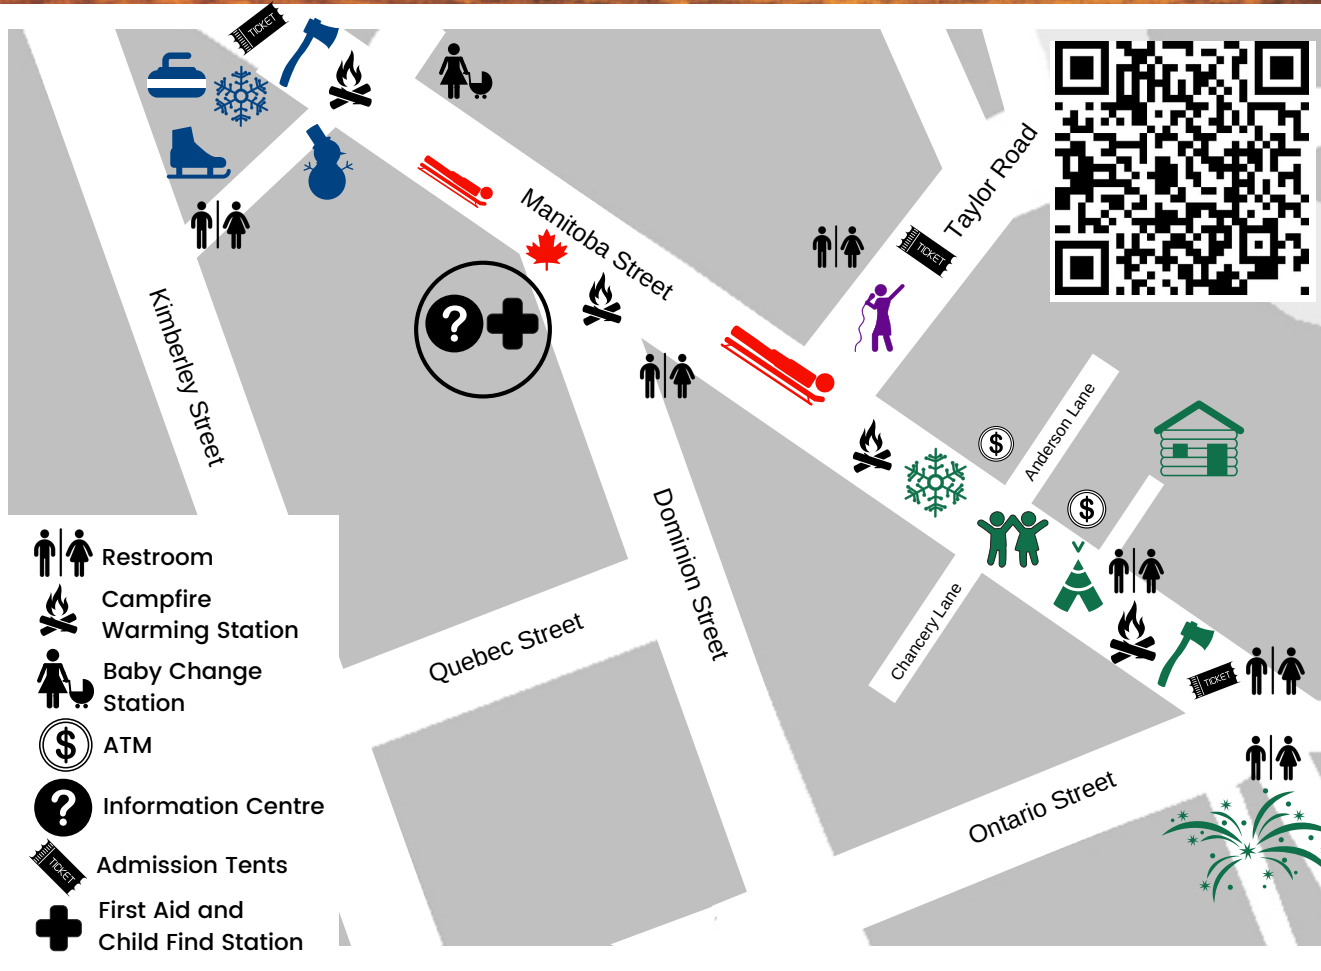 TICKET
Manitoba Street
Taylor Road
TICKET
?
Kimberley Street
$
Anderson Lane
$
Dominion Street
Chancery Lane
Quebec Street
TICKET
Ontario Street
Restroom
Campfire
Warming Station
Baby Change
Station
$ ATM
? Information Centre
TICKET Admission Tents
First Aid and
Child Find Station